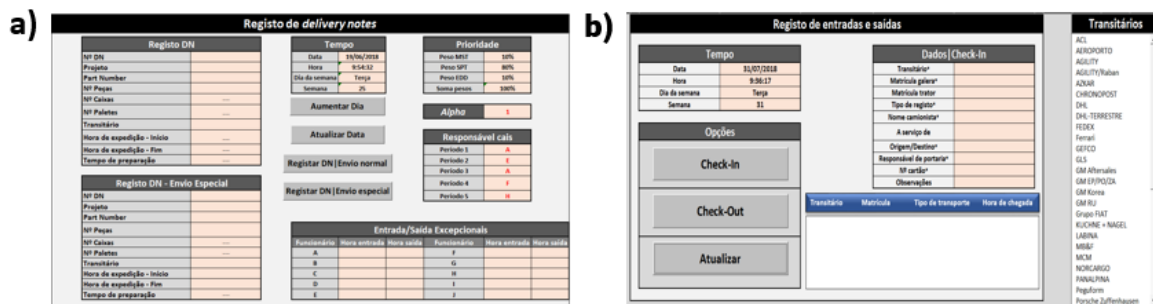 a)
Registo de delivery notes
Registo DN
Nº DN
Projeto
Part Number
Nº Peças
Nº Caixas ---
Nº Paletes ---
Transitário
Hora de expedição - Início
Hora de expedição - Fim
Tempo de preparação ---
Registo DN - Envio Especial
Nº DN
Projeto
Part Number
Nº Peças
Nº Caixas ---
Nº Paletes ---
Transitário
Hora de expedição - Início
Hora de expedição - Fim
Tempo de preparação ---
Tempo
Data 19/06/2018
Hora 9:54:32
Dia da semana Terça
Semana 25
Aumentar Dia
Atualizar Data
Registar DN|Envio normal
Registar DN|Envio especial
Prioridade
Peso MST 10%
Peso SPT 80%
Peso EDD 10%
Soma pesos 100%
Alpha 1
Responsável cais
Período 1 A
Período 2 E
Período 3 A
Período 4 F
Período 5 H
Entrada/Saída Excepcionais
Funcionário Hora entrada Hora saída Funcionário Hora entrada Hora saída
A F
B G
C H
D I
E J
b)
Registo de entradas e saídas
Tempo
Data 31/07/2018
Hora 9:36:17
Dia da semana Terça
Semana 31
Opções
Check-In
Check-Out
Atualizar
Dados|Check-In
Transitário*
Matrícula galera*
Matrícula trator
Tipo de registo*
Nome camionista*
A serviço de
Origem/Destino*
Responsável de portaria*
Nº cartão*
Observações
Transitário Matrícula Tipo de transporte Hora de chegada
Transitários
ACL
AEROPORTO
AGILITY
AGILITY/Raban
AZKAR
CHRONOPOST
DHL
DHL-TERRESTRE
FEDEX
Ferrari
GEFCO
GLS
GM Aftersales
GM EP/PO/ZA
GM Korea
GM RU
Grupo FIAT
KUCHNE + NAGEL
LABINA
MB&F
MCM
NORCARGO
PANALPINA
Peguform
Porsche Zuffenhausen